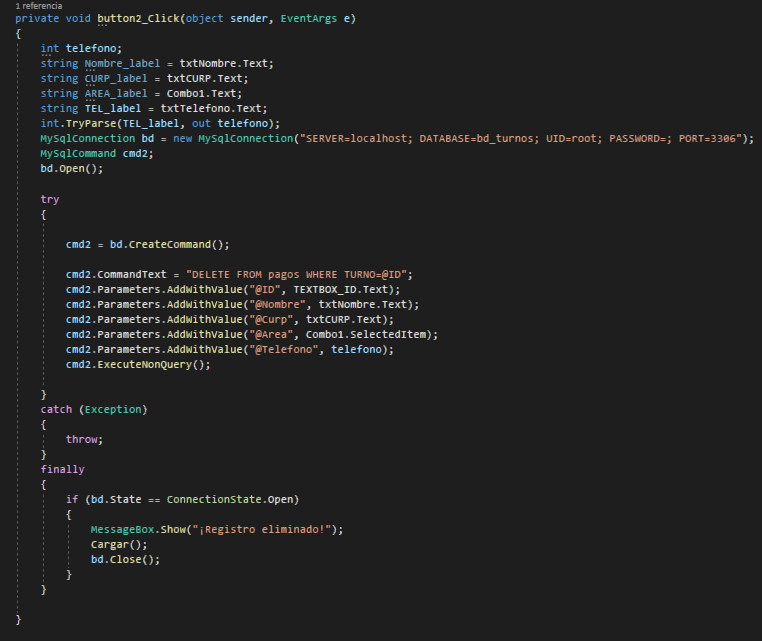 1 referencia
private void button2_Click(object sender, EventArgs e)
{
int telefono;
string Nombre_label = txtNombre.Text;
string CURP_label = txtCURP.Text;
string AREA_label = Combo1.Text;
string TEL_label = txtTelefono.Text;
int.TryParse(TEL_label, out telefono);
MySqlConnection bd = new MySqlConnection("SERVER=localhost; DATABASE=bd_turnos; UID=root; PASSWORD=; PORT=3306");
MySqlCommand cmd2;
bd.Open();
try
{
cmd2 = bd.CreateCommand();
cmd2.CommandText = "DELETE FROM pagos WHERE TURNO=@ID";
cmd2.Parameters.AddWithValue("@ID", TEXTBOX_ID.Text);
cmd2.Parameters.AddWithValue("@Nombre", txtNombre.Text);
cmd2.Parameters.AddWithValue("@Curp", txtCURP.Text);
cmd2.Parameters.AddWithValue("@Area", Combo1.SelectedItem);
cmd2.Parameters.AddWithValue("@Telefono", telefono);
cmd2.ExecuteNonQuery();
}
catch (Exception)
{
throw;
}
finally
{
if (bd.State == ConnectionState.Open)
{
MessageBox.Show("¡Registro eliminado!");
Cargar();
bd.Close();
}
}
}